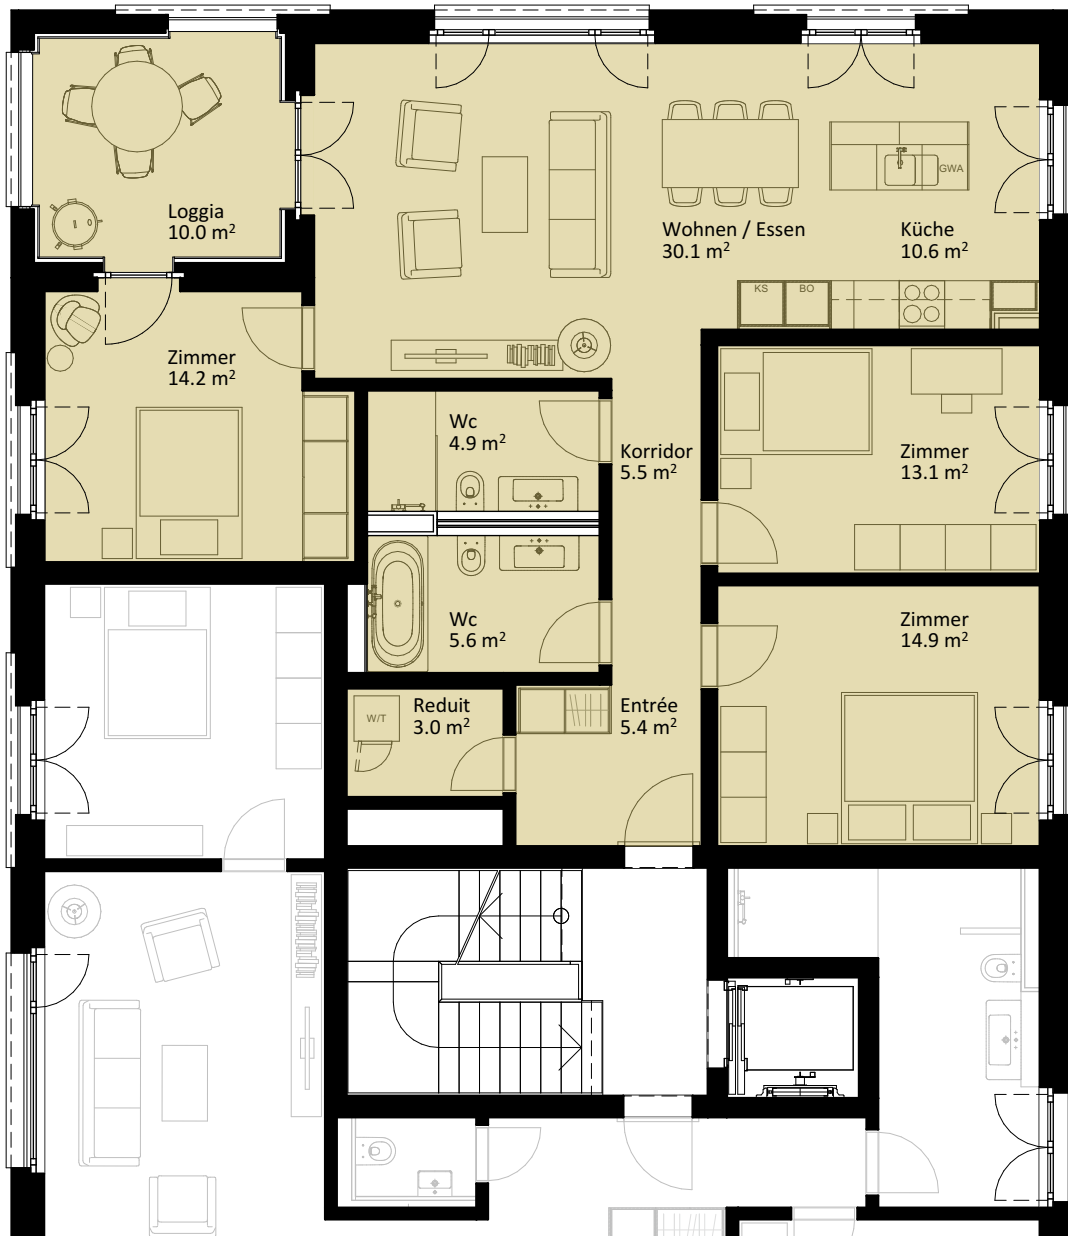 Loggia
10.0 m²
Wohnen / Essen
30.1 m²
Küche
10.6 m²
GWA
KS
BO
Zimmer
14.2 m²
Wc
4.9 m²
Korridor
5.5 m²
Zimmer
13.1 m²
Wc
5.6 m²
Zimmer
14.9 m²
Reduit
3.0 m²
W/T
Entrée
5.4 m²